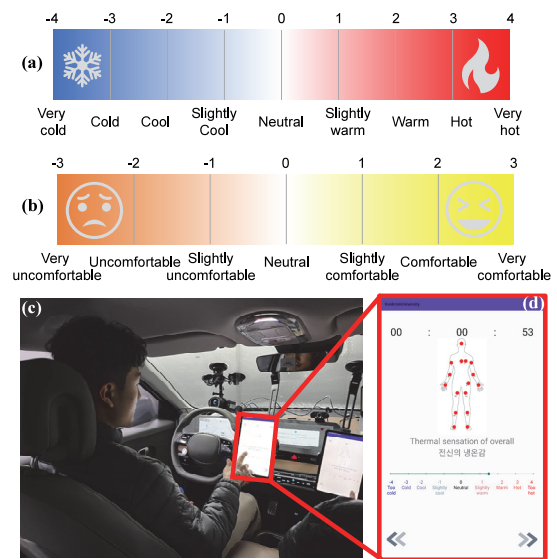 -4 -3 -2 -1 0 1 2 3 4
(a)
Very cold Cold Cool Slightly Cool Neutral Slightly warm Warm Hot Very hot
-3 -2 -1 0 1 2 3
(b)
Very uncomfortable Uncomfortable Slightly uncomfortable Neutral Slightly comfortable Comfortable Very comfortable
(c)
(d)
00 : 00 : 53
Thermal sensation of overall
전신의 냉온감
-4 -3 -2 -1 0 1 2 3 4
Too cold Cold Cool Slightly cool Neutral Slightly warm Warm Hot Too hot